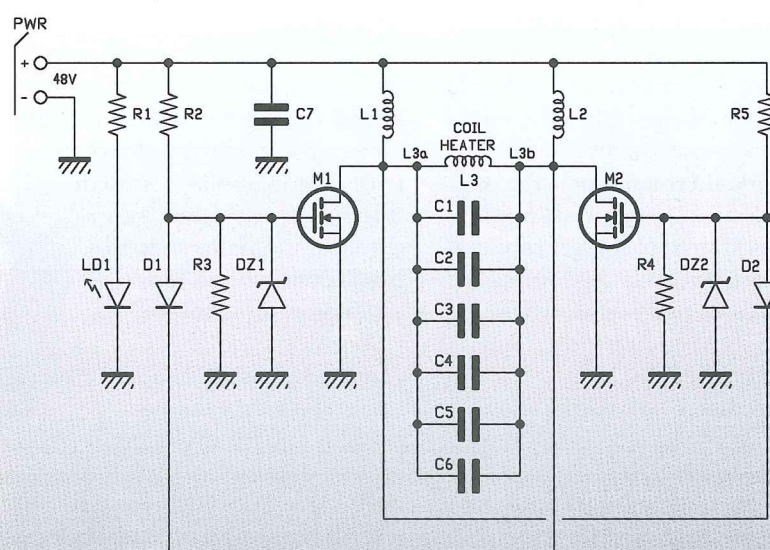 PWR
+
48V
-
R1
R2
C7
L1
COIL
HEATER
L3a
L3b
L3
L2
R5
M1
M2
C1
C2
C3
C4
C5
C6
LD1
D1
R3
DZ1
R4
DZ2
D2